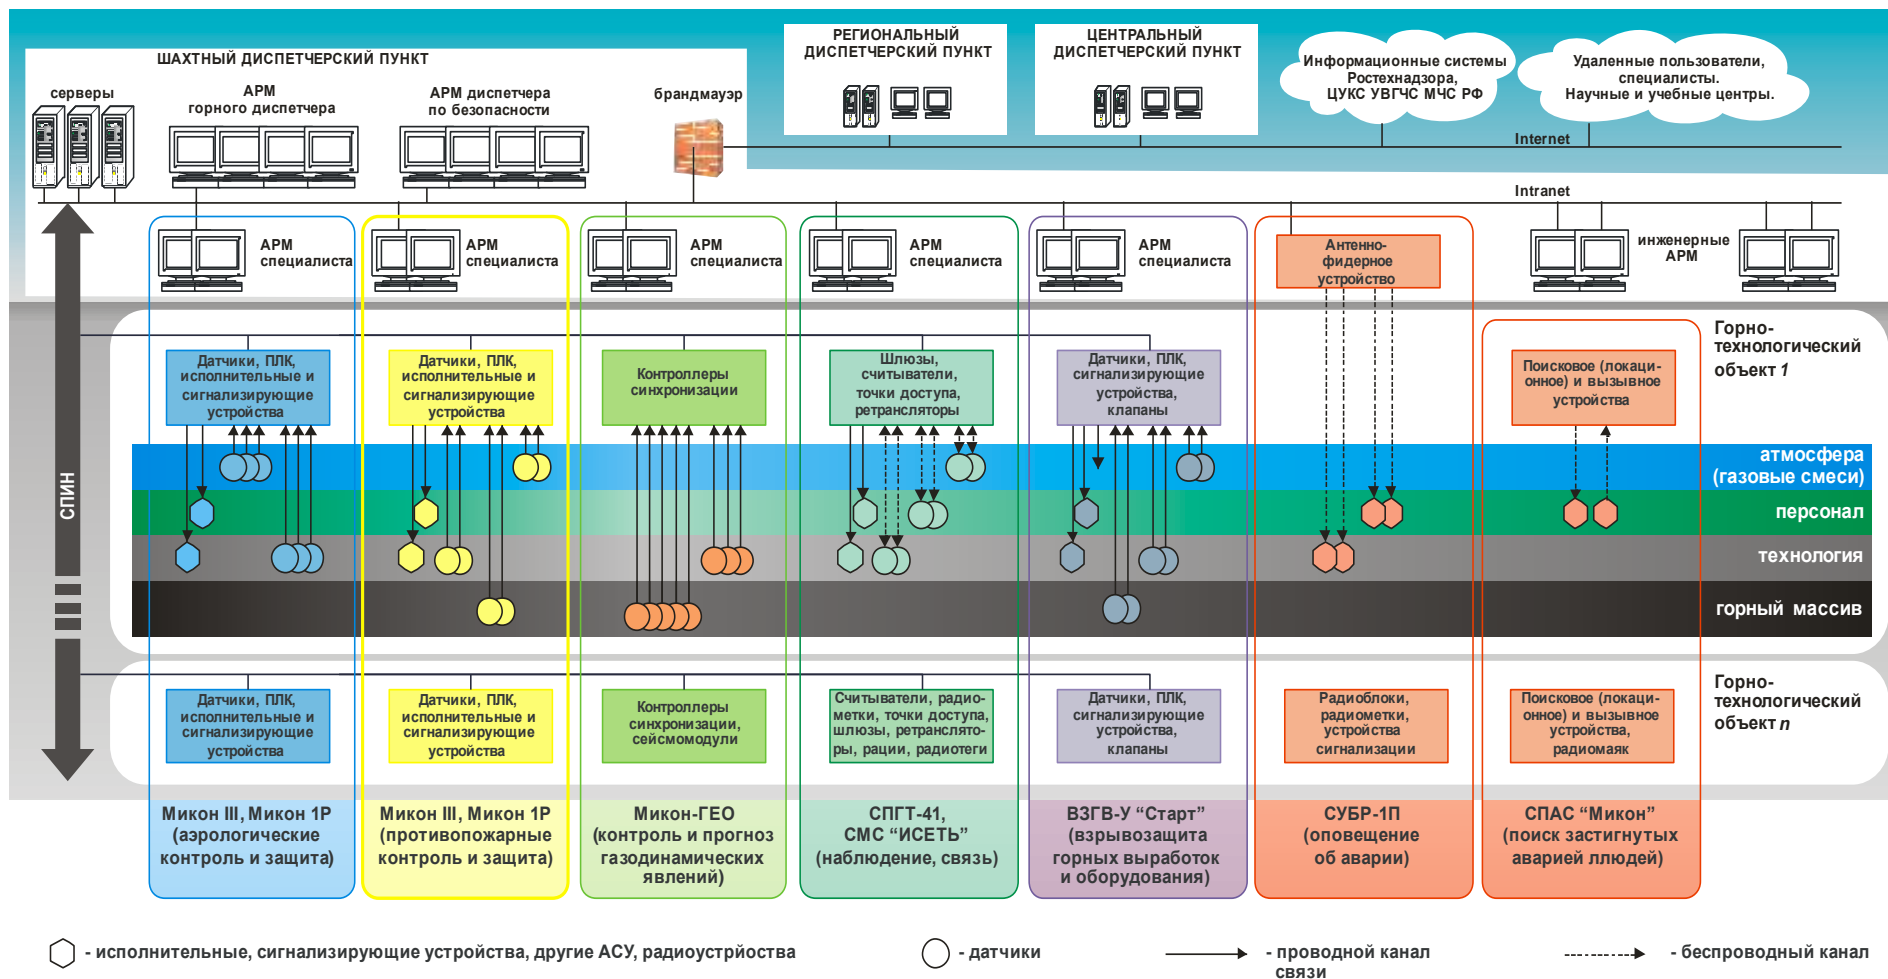 РЕГИОНАЛЬНЫЙ
ДИСПЕТЧЕРСКИЙ ПУНКТ
ЦЕНТРАЛЬНЫЙ
ДИСПЕТЧЕРСКИЙ ПУНКТ
Информационные системы
Ростехнадзора,
ЦУКС УВГЧС МЧС РФ
Удаленные пользователи,
специалисты.
Научные и учебные центры.
ШАХТНЫЙ ДИСПЕТЧЕРСКИЙ ПУНКТ
серверы
АРМ
горного диспетчера
АРМ диспетчера
по безопасности
брандмауэр
Internet
Intranet
АРМ
специалиста
АРМ
специалиста
АРМ
специалиста
АРМ
специалиста
АРМ
специалиста
Антенно-
фидерное
устройство
инженерные
АРМ
СПИН
Датчики, ПЛК,
исполнительные и
сигнализирующие
устройства
Датчики, ПЛК,
исполнительные и
сигнализирующие
устройства
Контроллеры
синхронизации
Шлюзы,
считыватели,
точки доступа,
ретрансляторы
Датчики, ПЛК,
сигнализирующие
устройства,
клапаны
Поисковое (локаци-
онное) и вызывное
устройства
Горно-
технологический
объект 1
атмосфера
(газовые смеси)
персонал
технология
горный массив
Датчики, ПЛК,
исполнительные и
сигнализирующие
устройства
Датчики, ПЛК,
исполнительные и
сигнализирующие
устройства
Контроллеры
синхронизации,
сейсмомодули
Считыватели, радио-
метки, точки доступа,
шлюзы, ретранслято-
ры, рации, радиотеги
Датчики, ПЛК,
сигнализирующие
устройства,
клапаны
Радиоблоки,
радиометки,
устройства
сигнализации
Поисковое (локаци-
онное) и вызывное
устройства,
радиомаяк
Горно-
технологический
объект n
Микон III, Микон 1Р
(аэрологические
контроль и защита)
Микон III, Микон 1Р
(противопожарные
контроль и защита)
Микон-ГЕО
(контроль и прогноз
газодинамических
явлений)
СПГТ-41,
СМС “ИСЕТЬ”
(наблюдение, связь)
ВЗГВ-У “Старт”
(взрывозащита
горных выработок
и оборудования)
СУБР-1П
(оповещение
об аварии)
СПАС “Микон”
(поиск застигнутых
аварией ллюдей)
- исполнительные, сигнализирующие устройства, другие АСУ, радиоустрйоства
- датчики
- проводной канал
связи
- беспроводный канал